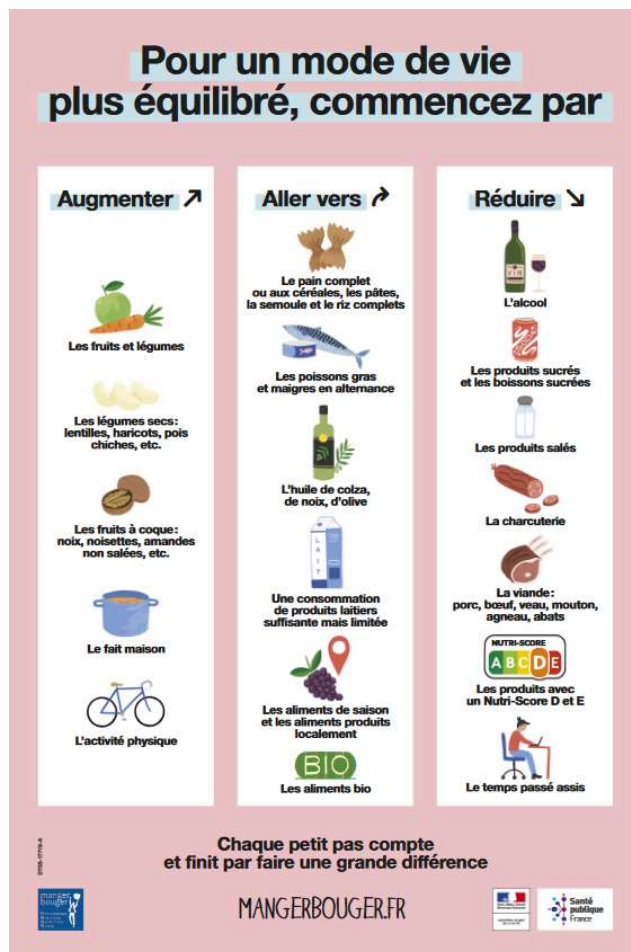 Pour un mode de vie
plus équilibré, commencez par
Augmenter
Les fruits et légumes
Les légumes secs :
lentilles, haricots, pois
chiches, etc.
Les fruits à coque :
noix, noisettes, amandes
non salées, etc.
Le fait maison
L'activité physique
Aller vers
Le pain complet
ou aux céréales, les pâtes,
la semoule et le riz complets
Les poissons gras
et maigres en alternance
L'huile de colza,
de noix, d'olive
LAIT
Une consommation
de produits laitiers
suffisante mais limitée
Les aliments de saison
et les aliments produits
localement
BIO
Les aliments bio
Réduire
VIN
L'alcool
Les produits sucrés
et les boissons sucrées
Les produits salés
La charcuterie
La viande :
porc, bœuf, veau, mouton,
agneau, abats
NUTRI-SCORE
A B C D E
Les produits avec
un Nutri-Score D et E
Le temps passé assis
Chaque petit pas compte
et finit par faire une grande différence
manger
bouger
MANGERBOUGER.FR
Santé
publique
France